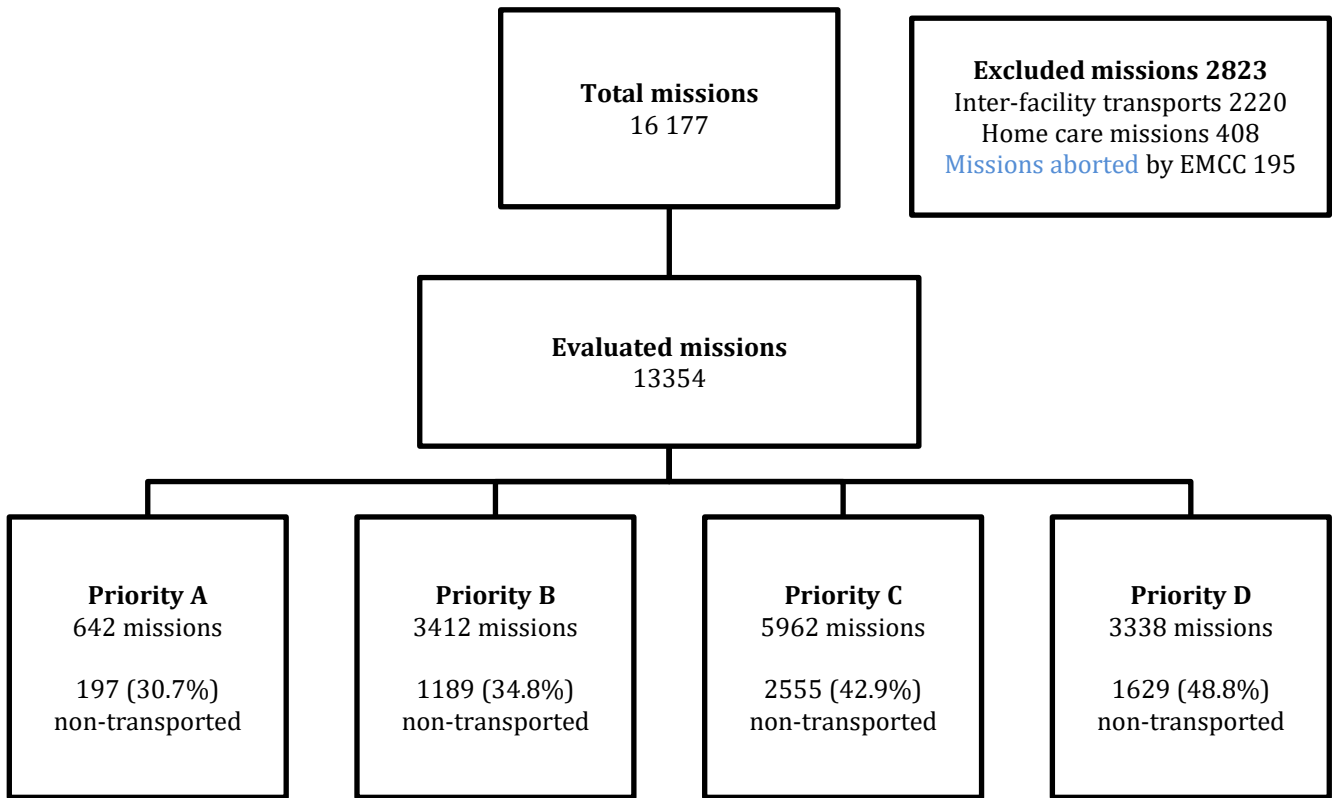 Total missions
16 177
Excluded missions 2823
Inter-facility transports 2220
Home care missions 408
Missions aborted by EMCC 195
Evaluated missions
13354
Priority A
642 missions
197 (30.7%)
non-transported
Priority B
3412 missions
1189 (34.8%)
non-transported
Priority C
5962 missions
2555 (42.9%)
non-transported
Priority D
3338 missions
1629 (48.8%)
non-transported